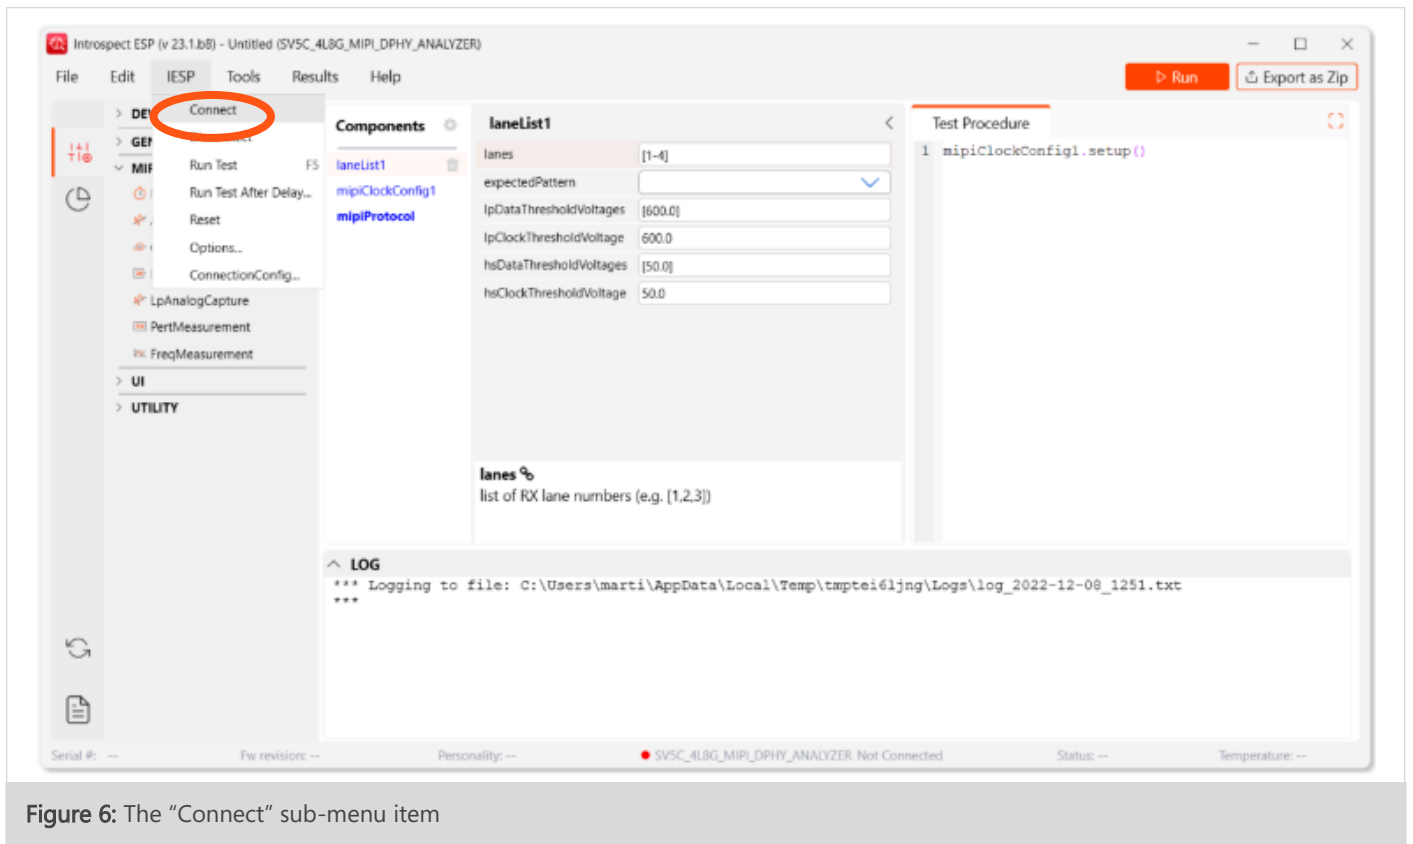 Introspect ESP (v 23.1.b8) - Untitled (SV5C_4L8G_MIPI_DPHY_ANALYZER)
File Edit IESP Tools Results Help
Run
Export as Zip
Connect
Run Test F5
Run Test After Delay...
Reset
Options...
ConnectionConfig...
LpAnalogCapture
PertMeasurement
FreqMeasurement
UI
UTILITY
Components
laneList1
mipiClockConfig1
mipiProtocol
laneList1
lanes [1-4]
expectedPattern
lpDataThresholdVoltages [600.0]
lpClockThresholdVoltage 600.0
hsDataThresholdVoltages [50.0]
hsClockThresholdVoltage 50.0
lanes
list of RX lane numbers (e.g. [1,2,3])
Test Procedure
1 mipiClockConfig1.setup()
LOG
*** Logging to file: C:\Users\marti\AppData\Local\Temp\tmptei6ljng\Logs\log_2022-12-08_1251.txt
***
Serial #: -- Fw revision: -- Personality: -- SV5C_4L8G_MIPI_DPHY_ANALYZER Not Connected Status: -- Temperature: --
Figure 6: The “Connect” sub-menu item